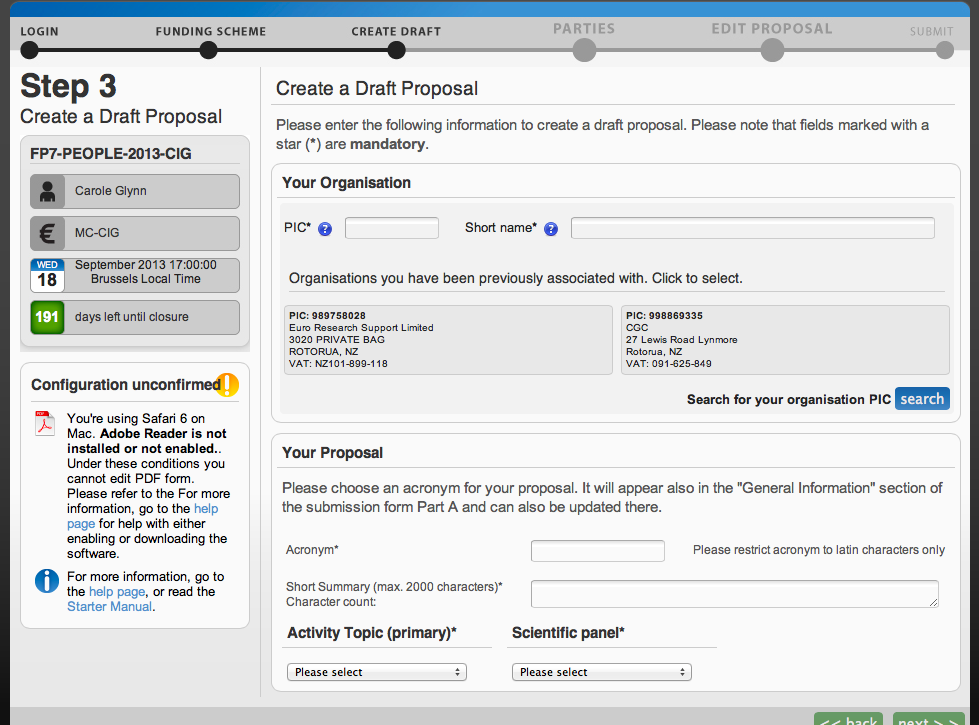 LOGIN
FUNDING SCHEME
CREATE DRAFT
PARTIES
EDIT PROPOSAL
SUBMIT
Step 3
Create a Draft Proposal
FP7-PEOPLE-2013-CIG
Carole Glynn
€
MC-CIG
WED
18
September 2013 17:00:00
Brussels Local Time
191
days left until closure
Configuration unconfirmed
!
PDF
You're using Safari 6 on
Mac. Adobe Reader is not
installed or not enabled..
Under these conditions you
cannot edit PDF form.
Please refer to the For more
information, go to the help
page for help with either
enabling or downloading the
software.
i
For more information, go to
the help page, or read the
Starter Manual.
Create a Draft Proposal
Please enter the following information to create a draft proposal. Please note that fields marked with a
star (*) are mandatory.
Your Organisation
PIC* ?
Short name* ?
Organisations you have been previously associated with. Click to select.
PIC: 989758028
Euro Research Support Limited
3020 PRIVATE BAG
ROTORUA, NZ
VAT: NZ101-899-118
PIC: 998869335
CGC
27 Lewis Road Lynmore
Rotorua, NZ
VAT: 091-625-849
Search for your organisation PIC search
Your Proposal
Please choose an acronym for your proposal. It will appear also in the "General Information" section of
the submission form Part A and can also be updated there.
Acronym*
Please restrict acronym to latin characters only
Short Summary (max. 2000 characters)*
Character count:
Activity Topic (primary)*
Scientific panel*
Please select
Please select
<< back
next >>